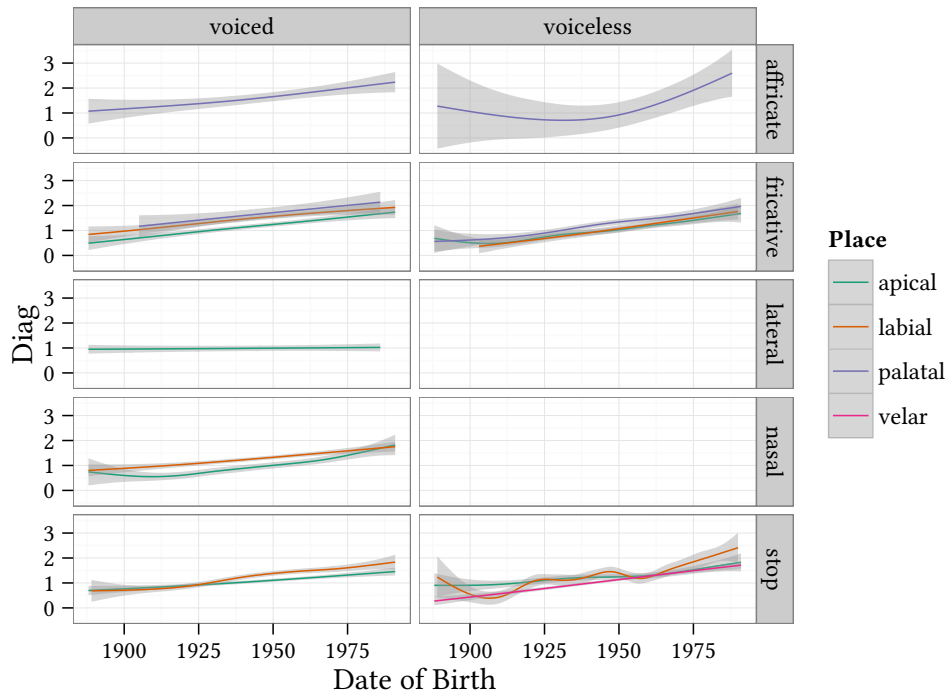 voiced
voiceless
3
2
1
0
affricate
3
2
1
0
fricative
3
2
1
0
lateral
3
2
1
0
nasal
3
2
1
0
stop
Diag
1900
1925
1950
1975
1900
1925
1950
1975
Date of Birth
Place
apical
labial
palatal
velar